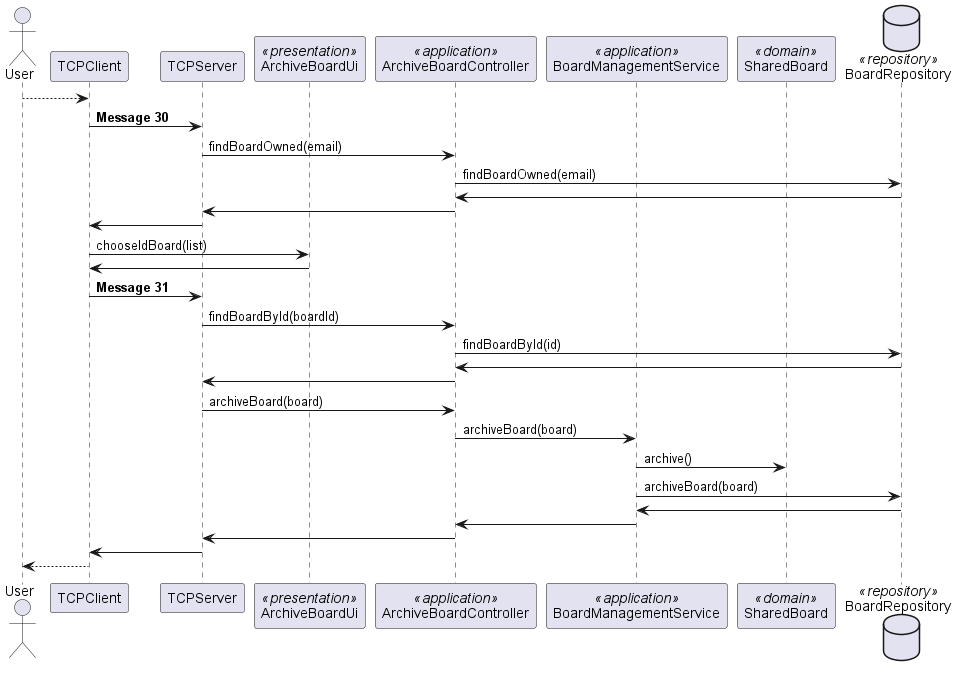 User
TCPClient
TCPServer
«presentation»
ArchiveBoardUi
«application»
ArchiveBoardController
«application»
BoardManagementService
«domain»
SharedBoard
«repository»
BoardRepository
Message 30
findBoardOwned(email)
findBoardOwned(email)
chooseIdBoard(list)
Message 31
findBoardById(boardId)
findBoardById(id)
archiveBoard(board)
archiveBoard(board)
archive()
archiveBoard(board)
User
TCPClient
TCPServer
«presentation»
ArchiveBoardUi
«application»
ArchiveBoardController
«application»
BoardManagementService
«domain»
SharedBoard
«repository»
BoardRepository